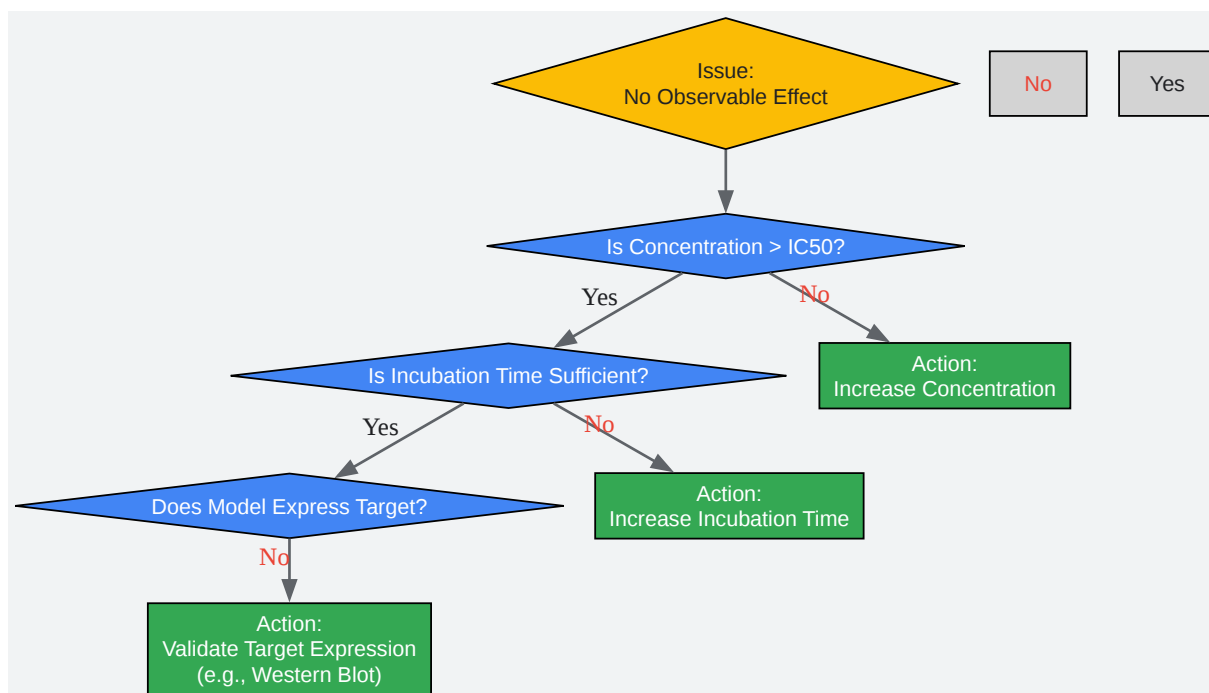 Issue:
No Observable Effect
No
Yes
Is Concentration > IC50?
Yes
No
Is Incubation Time Sufficient?
Action:
Increase Concentration
Yes
No
Does Model Express Target?
Action:
Increase Incubation Time
No
Action:
Validate Target Expression
(e.g., Western Blot)